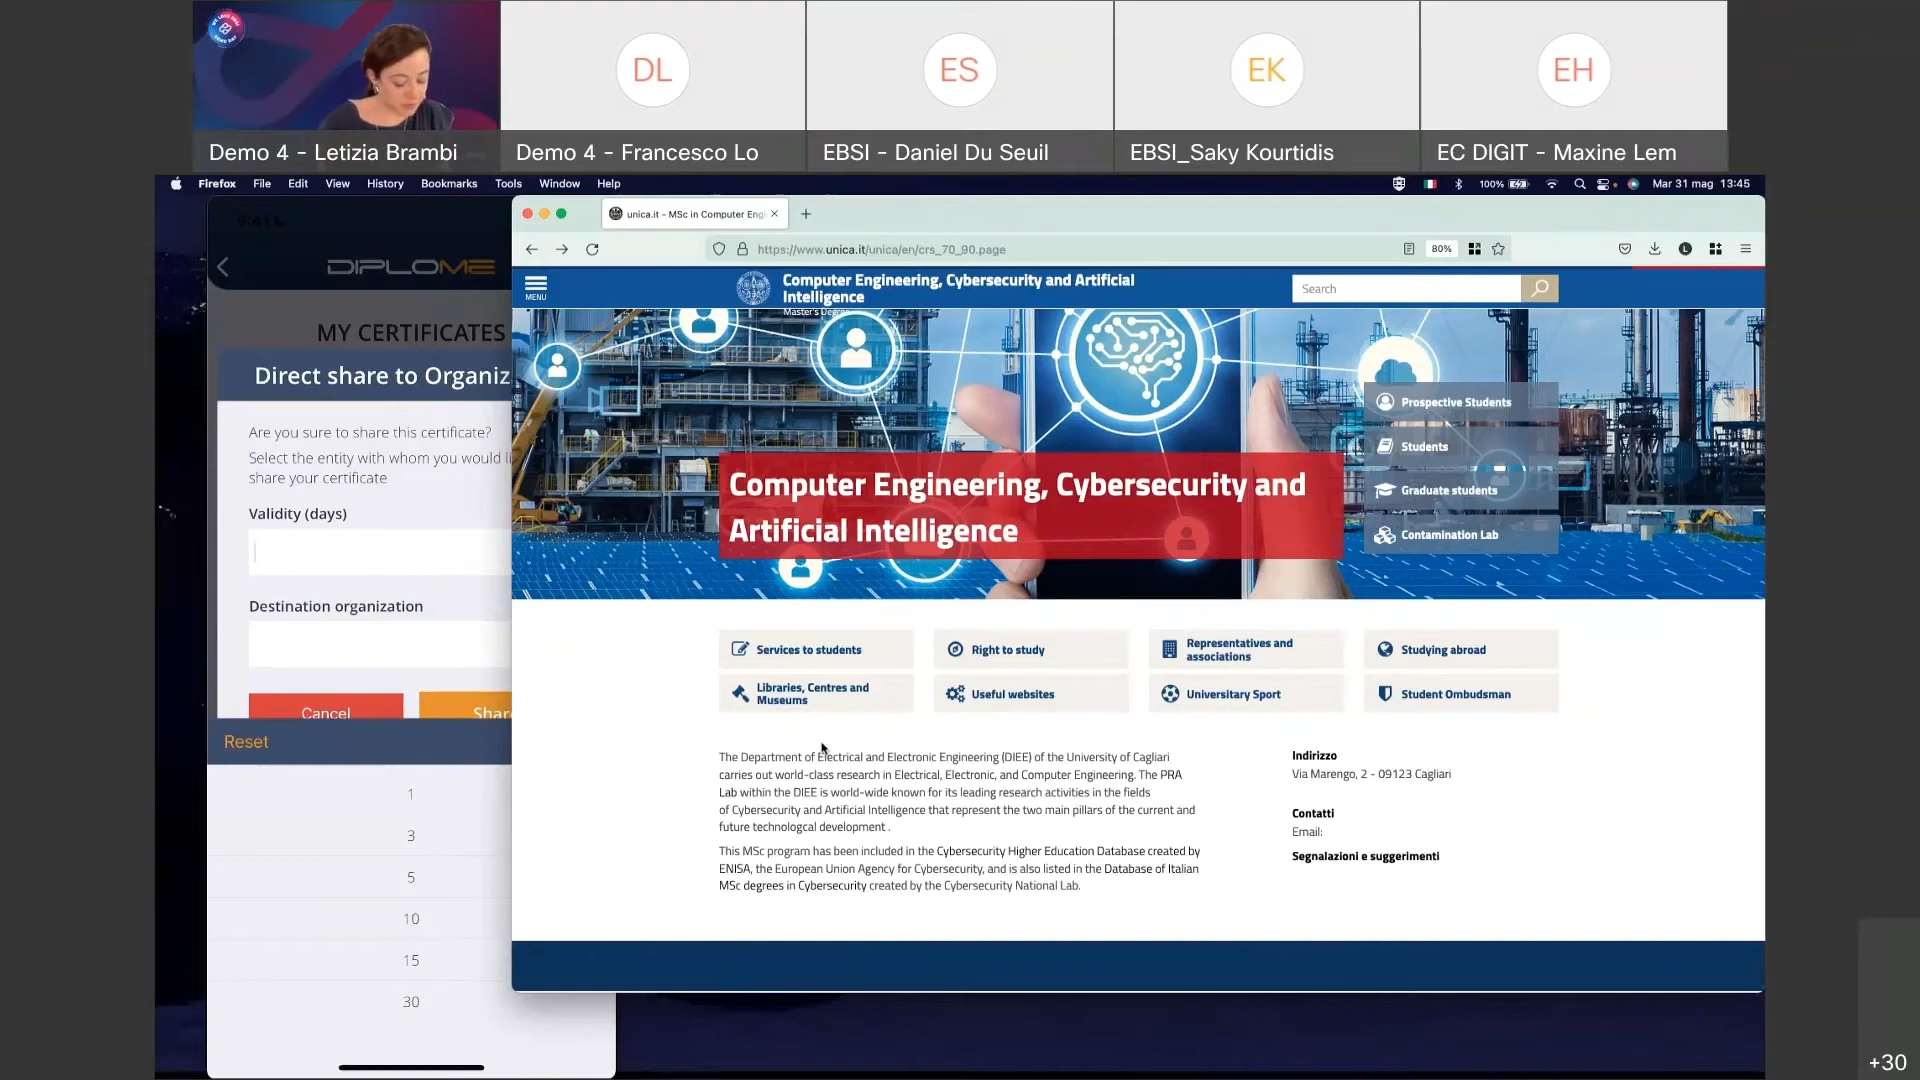 DL
ES
EK
EH
Demo 4 - Letizia Brambi
Demo 4 - Francesco Lo
EBSI - Daniel Du Seuil
EBSI_Saky Kourtidis
EC DIGIT - Maxine Lem
Firefox File Edit View History Bookmarks Tools Window Help
100% Mar 31 mag 13:45
9:41
DIPLOME
MY CERTIFICATES
Direct share to Organiz
Are you sure to share this certificate?
Select the entity with whom you would li
share your certificate
Validity (days)
Destination organization
Cancel
Shar
Reset
1
3
5
10
15
30
unica.it - MSc in Computer Engi
https://www.unica.it/unica/en/crs_70_90.page
80%
L
MENU
Computer Engineering, Cybersecurity and Artificial
Intelligence
Master's Degree
Search
Computer Engineering, Cybersecurity and
Artificial Intelligence
Prospective Students
Students
Graduate students
Contamination Lab
Services to students
Right to study
Representatives and
associations
Studying abroad
Libraries, Centres and
Museums
Useful websites
Universitary Sport
Student Ombudsman
The Department of Electrical and Electronic Engineering (DIEE) of the University of Cagliari
carries out world-class research in Electrical, Electronic, and Computer Engineering. The PRA
Lab within the DIEE is world-wide known for its leading research activities in the fields
of Cybersecurity and Artificial Intelligence that represent the two main pillars of the current and
future technologcal development .
This MSc program has been included in the Cybersecurity Higher Education Database created by
ENISA, the European Union Agency for Cybersecurity, and is also listed in the Database of Italian
MSc degrees in Cybersecurity created by the Cybersecurity National Lab.
Indirizzo
Via Marengo, 2 - 09123 Cagliari
Contatti
Email:
Segnalazioni e suggerimenti
+30